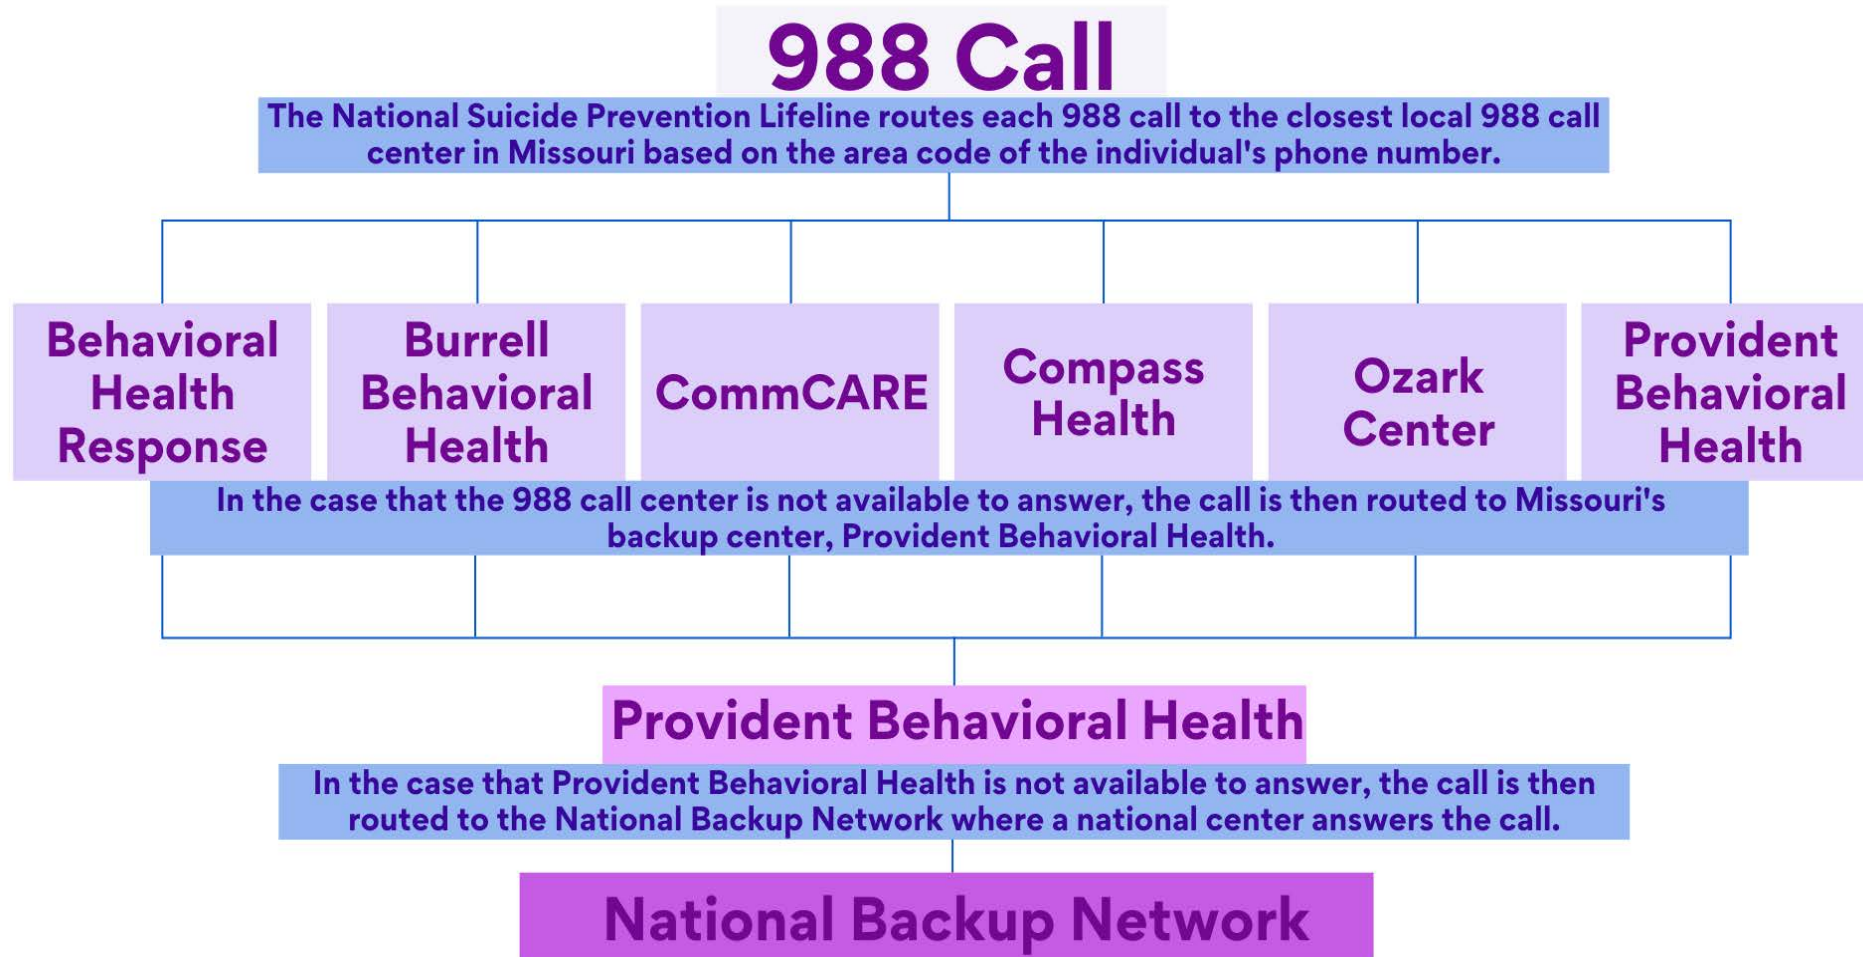 988 Call
The National Suicide Prevention Lifeline routes each 988 call to the closest local 988 call
center in Missouri based on the area code of the individual's phone number.
Behavioral
Health
Response
Burrell
Behavioral
Health
CommCARE
Compass
Health
Ozark
Center
Provident
Behavioral
Health
In the case that the 988 call center is not available to answer, the call is then routed to Missouri's
backup center, Provident Behavioral Health.
Provident Behavioral Health
In the case that Provident Behavioral Health is not available to answer, the call is then
routed to the National Backup Network where a national center answers the call.
National Backup Network